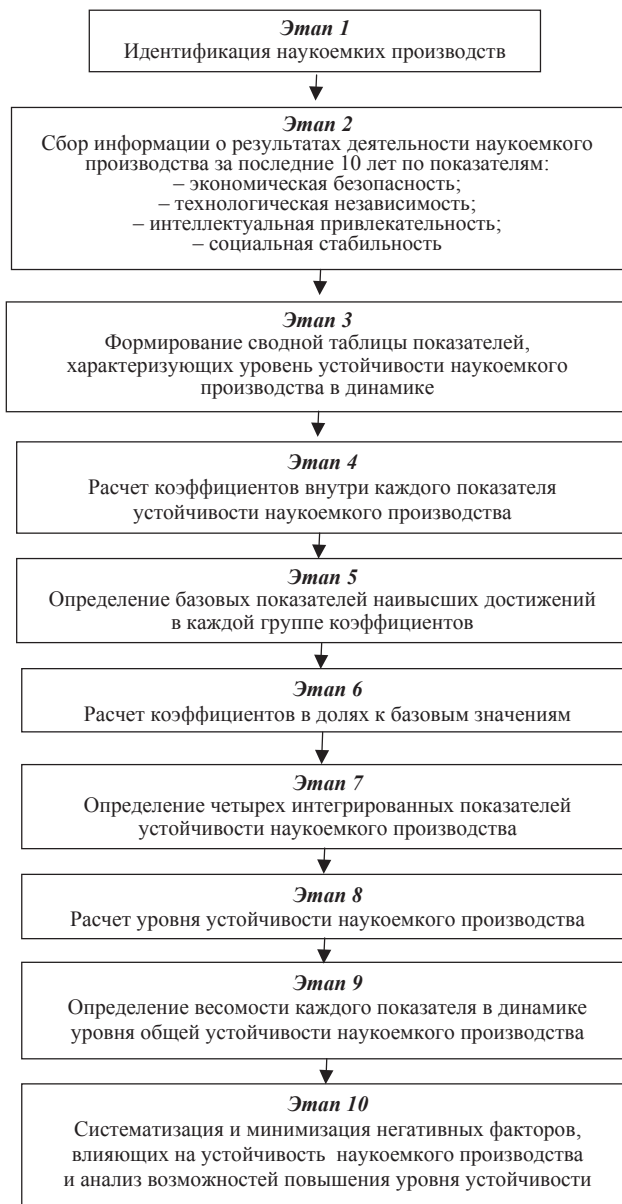 Этап 1
Идентификация наукоемких производств
Этап 2
Сбор информации о результатах деятельности наукоемкого
производства за последние 10 лет по показателям:
– экономическая безопасность;
– технологическая независимость;
– интеллектуальная привлекательность;
– социальная стабильность
Этап 3
Формирование сводной таблицы показателей,
характеризующих уровень устойчивости наукоемкого
производства в динамике
Этап 4
Расчет коэффициентов внутри каждого показателя
устойчивости наукоемкого производства
Этап 5
Определение базовых показателей наивысших достижений
в каждой группе коэффициентов
Этап 6
Расчет коэффициентов в долях к базовым значениям
Этап 7
Определение четырех интегрированных показателей
устойчивости наукоемкого производства
Этап 8
Расчет уровня устойчивости наукоемкого производства
Этап 9
Определение весомости каждого показателя в динамике
уровня общей устойчивости наукоемкого производства
Этап 10
Систематизация и минимизация негативных факторов,
влияющих на устойчивость наукоемкого производства
и анализ возможностей повышения уровня устойчивости